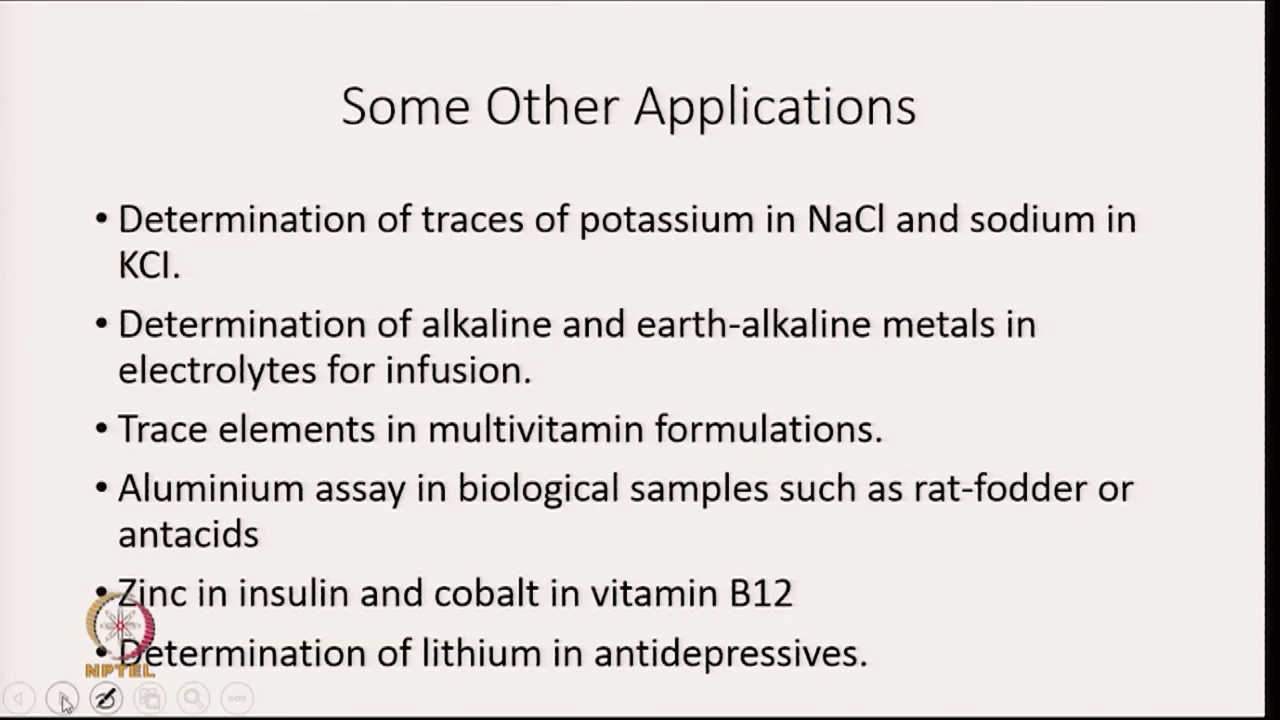 Some Other Applications
• Determination of traces of potassium in NaCl and sodium in
KCl.
• Determination of alkaline and earth-alkaline metals in
electrolytes for infusion.
• Trace elements in multivitamin formulations.
• Aluminium assay in biological samples such as rat-fodder or
antacids
• Zinc in insulin and cobalt in vitamin B12
• Determination of lithium in antidepressives.
NPTEL